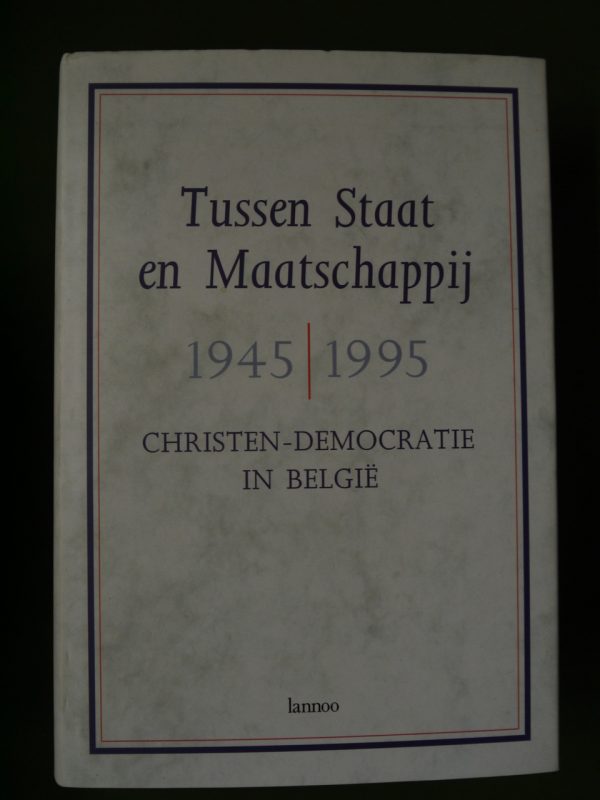 Tussen Staat
en Maatschappij
1945|1995
CHRISTEN-DEMOCRATIE
IN BELGIË
lannoo